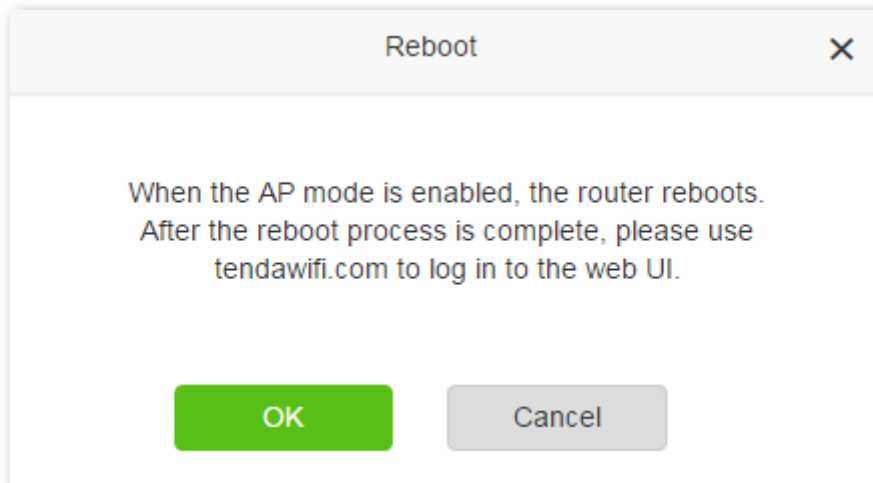 Reboot
When the AP mode is enabled, the router reboots.
After the reboot process is complete, please use
tendawifi.com to log in to the web UI.
OK
Cancel